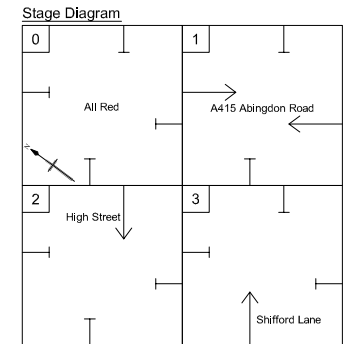 Stage Diagram
0
All Red
N
1
A415 Abingdon Road
2
High Street
3
Shifford Lane